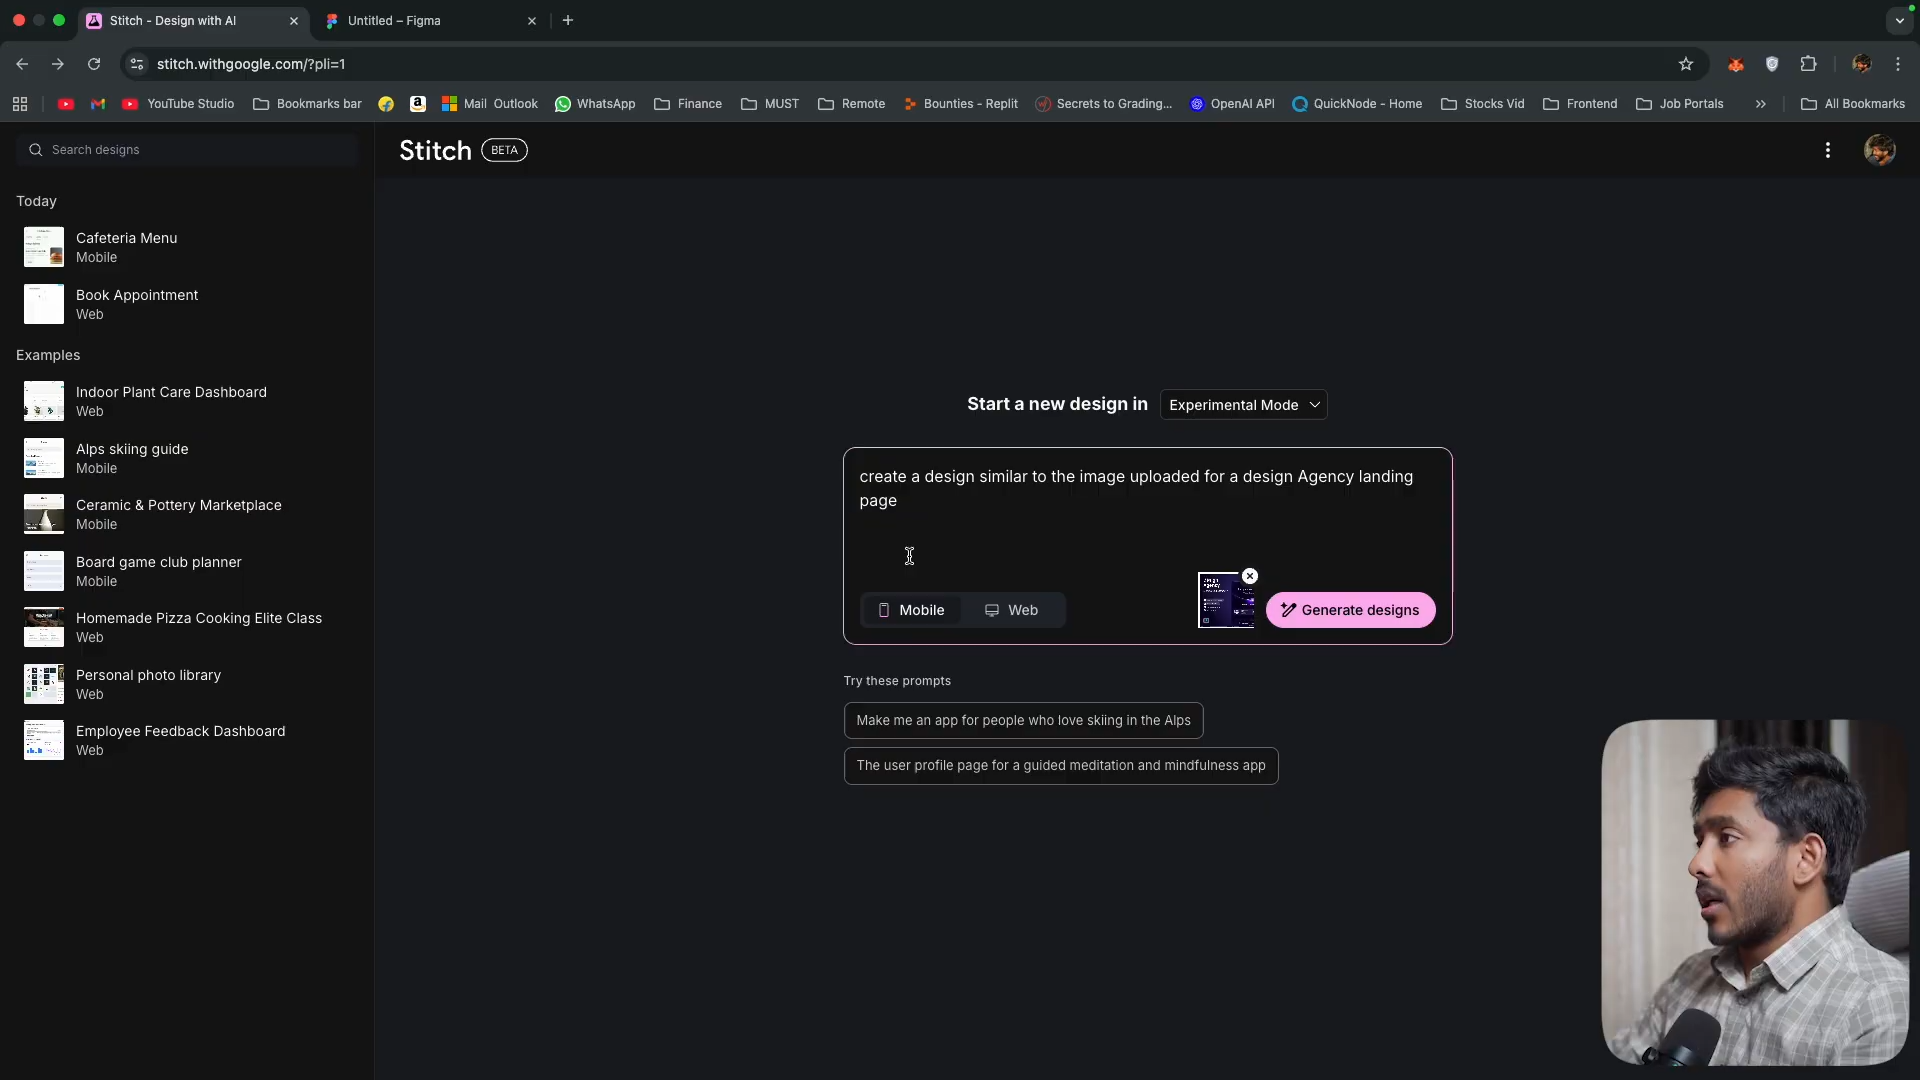 Stitch - Design with AI
Untitled – Figma
stitch.withgoogle.com/?pli=1
YouTube Studio
Bookmarks bar
Mail
Outlook
WhatsApp
Finance
MUST
Remote
Bounties - Replit
Secrets to Grading...
OpenAI API
QuickNode - Home
Stocks Vid
Frontend
Job Portals
All Bookmarks
Search designs
Stitch BETA
Today
Cafeteria Menu
Mobile
Book Appointment
Web
Examples
Indoor Plant Care Dashboard
Web
Alps skiing guide
Mobile
Ceramic & Pottery Marketplace
Mobile
Board game club planner
Mobile
Homemade Pizza Cooking Elite Class
Web
Personal photo library
Web
Employee Feedback Dashboard
Web
Start a new design in Experimental Mode
create a design similar to the image uploaded for a design Agency landing
page
Mobile
Web
Generate designs
Try these prompts
Make me an app for people who love skiing in the Alps
The user profile page for a guided meditation and mindfulness app